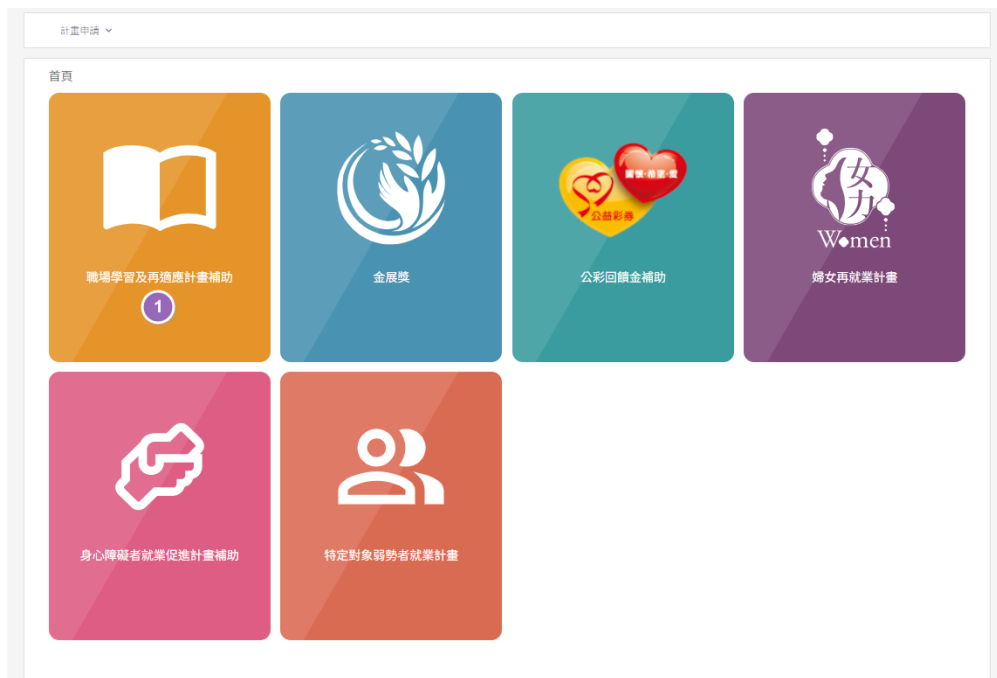 計畫申請
首頁
職場學習及再適應計畫補助
1
金展獎
關懷·希望·愛
公益彩券
公彩回饋金補助
女力
Women
婦女再就業計畫
身心障礙者就業促進計畫補助
特定對象弱勢者就業計畫